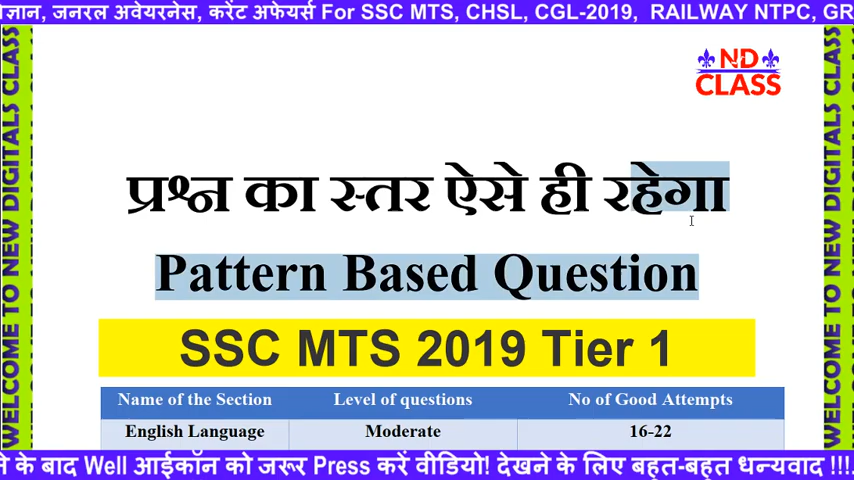 जनरल अवेयरनेस, करेंट अफेयर्स For SSC MTS, CHSL, CGL-2019, RAILWAY NTPC, GR
ND
CLASS
WELCOME TO NEW DIGITALS CLASS
प्रश्न का स्तर ऐसे ही रहेगा
Pattern Based Question
SSC MTS 2019 Tier 1
Name of the Section Level of questions No of Good Attempts
English Language Moderate 16-22
WELCOME TO NEW DIGITALS CLASS
के बाद Well आईकॉन को जरूर Press करें वीडियो! देखने के लिए बहुत-बहुत धन्यवाद !!!